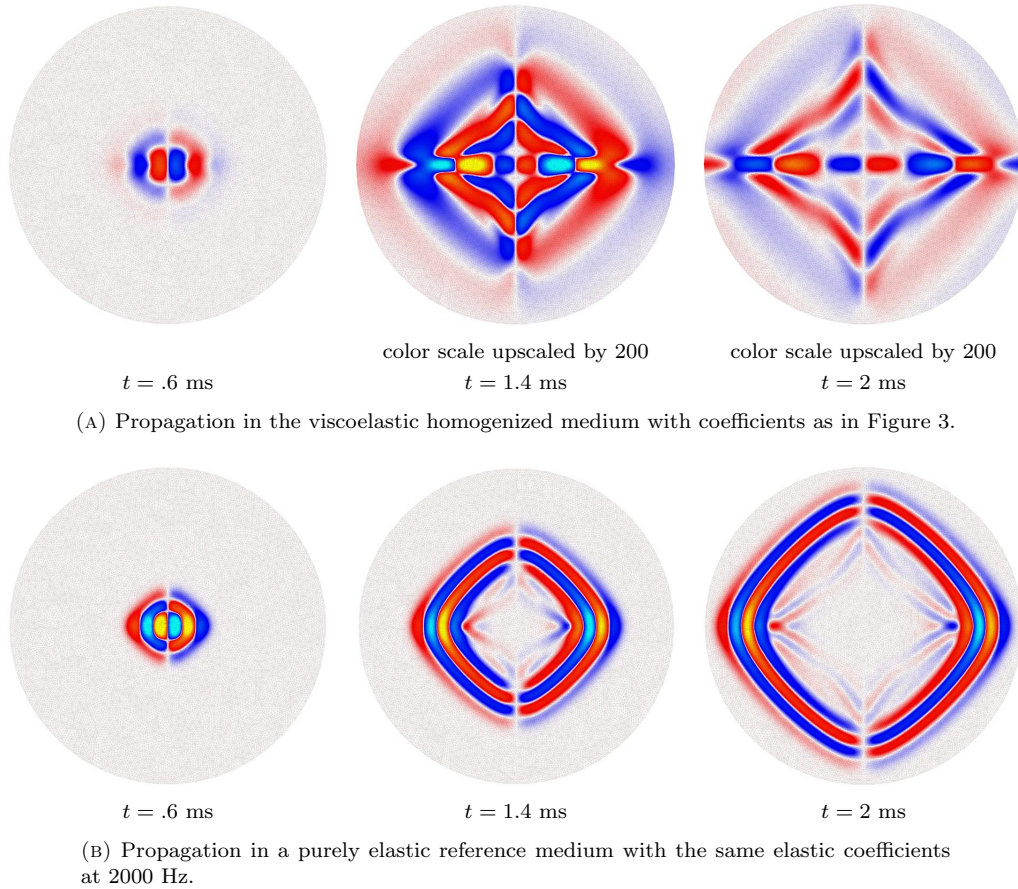 color scale upscaled by 200 color scale upscaled by 200
t = .6 ms t = 1.4 ms t = 2 ms
(A) Propagation in the viscoelastic homogenized medium with coefficients as in Figure 3.
t = .6 ms t = 1.4 ms t = 2 ms
(B) Propagation in a purely elastic reference medium with the same elastic coefficients
at 2000 Hz.